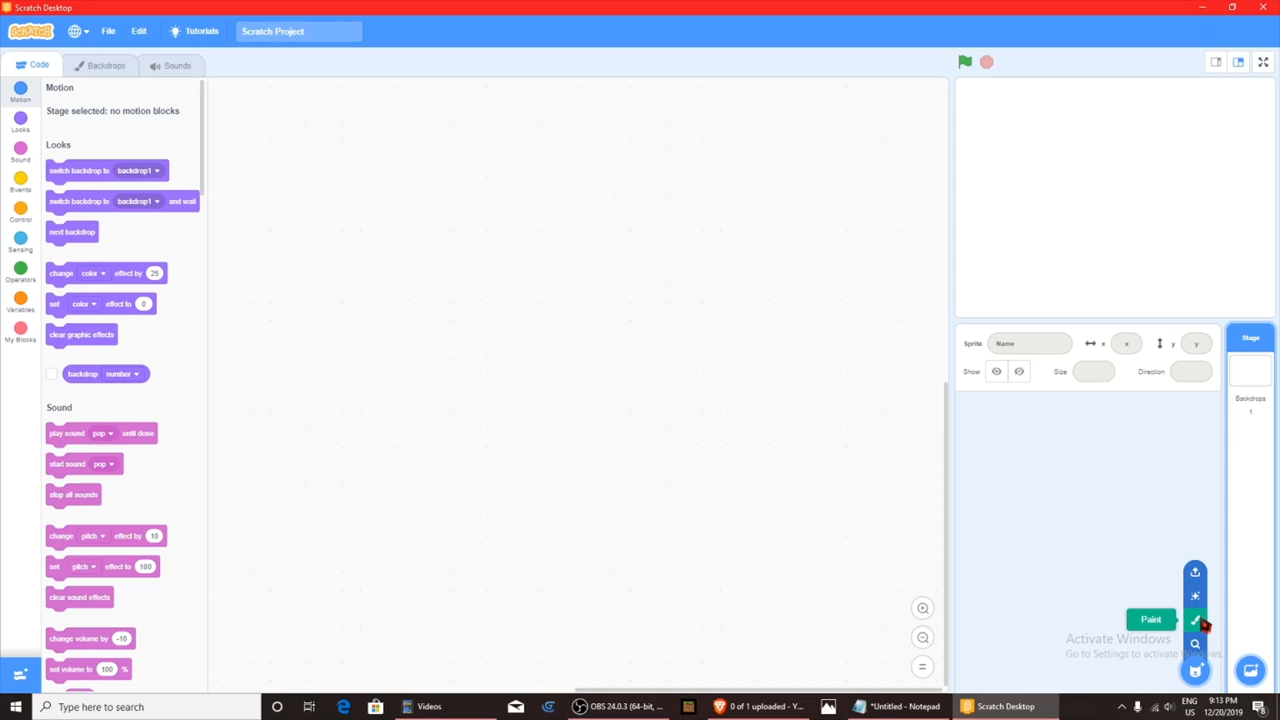 Scratch Desktop
SCRATCH File Edit Tutorials Scratch Project
Code Backdrops Sounds
Motion
Looks
Sound
Events
Control
Sensing
Operators
Variables
My Blocks
Motion
Stage selected: no motion blocks
Looks
switch backdrop to backdrop1
switch backdrop to backdrop1 and wait
next backdrop
change color effect by 25
set color effect to 0
clear graphic effects
backdrop number
Sound
play sound pop until done
start sound pop
stop all sounds
change pitch effect by 10
set pitch effect to 100
clear sound effects
change volume by -10
set volume to 100 %
Sprite Name x x y y
Show Size Direction
Stage
Backdrops
1
Paint
Activate Windows
Go to Settings to activate Windows.
Type here to search
Videos
OBS 24.0.3 (64-bit, ...
0 of 1 uploaded - Y...
*Untitled - Notepad
Scratch Desktop
ENG
US
9:13 PM
12/20/2019
8